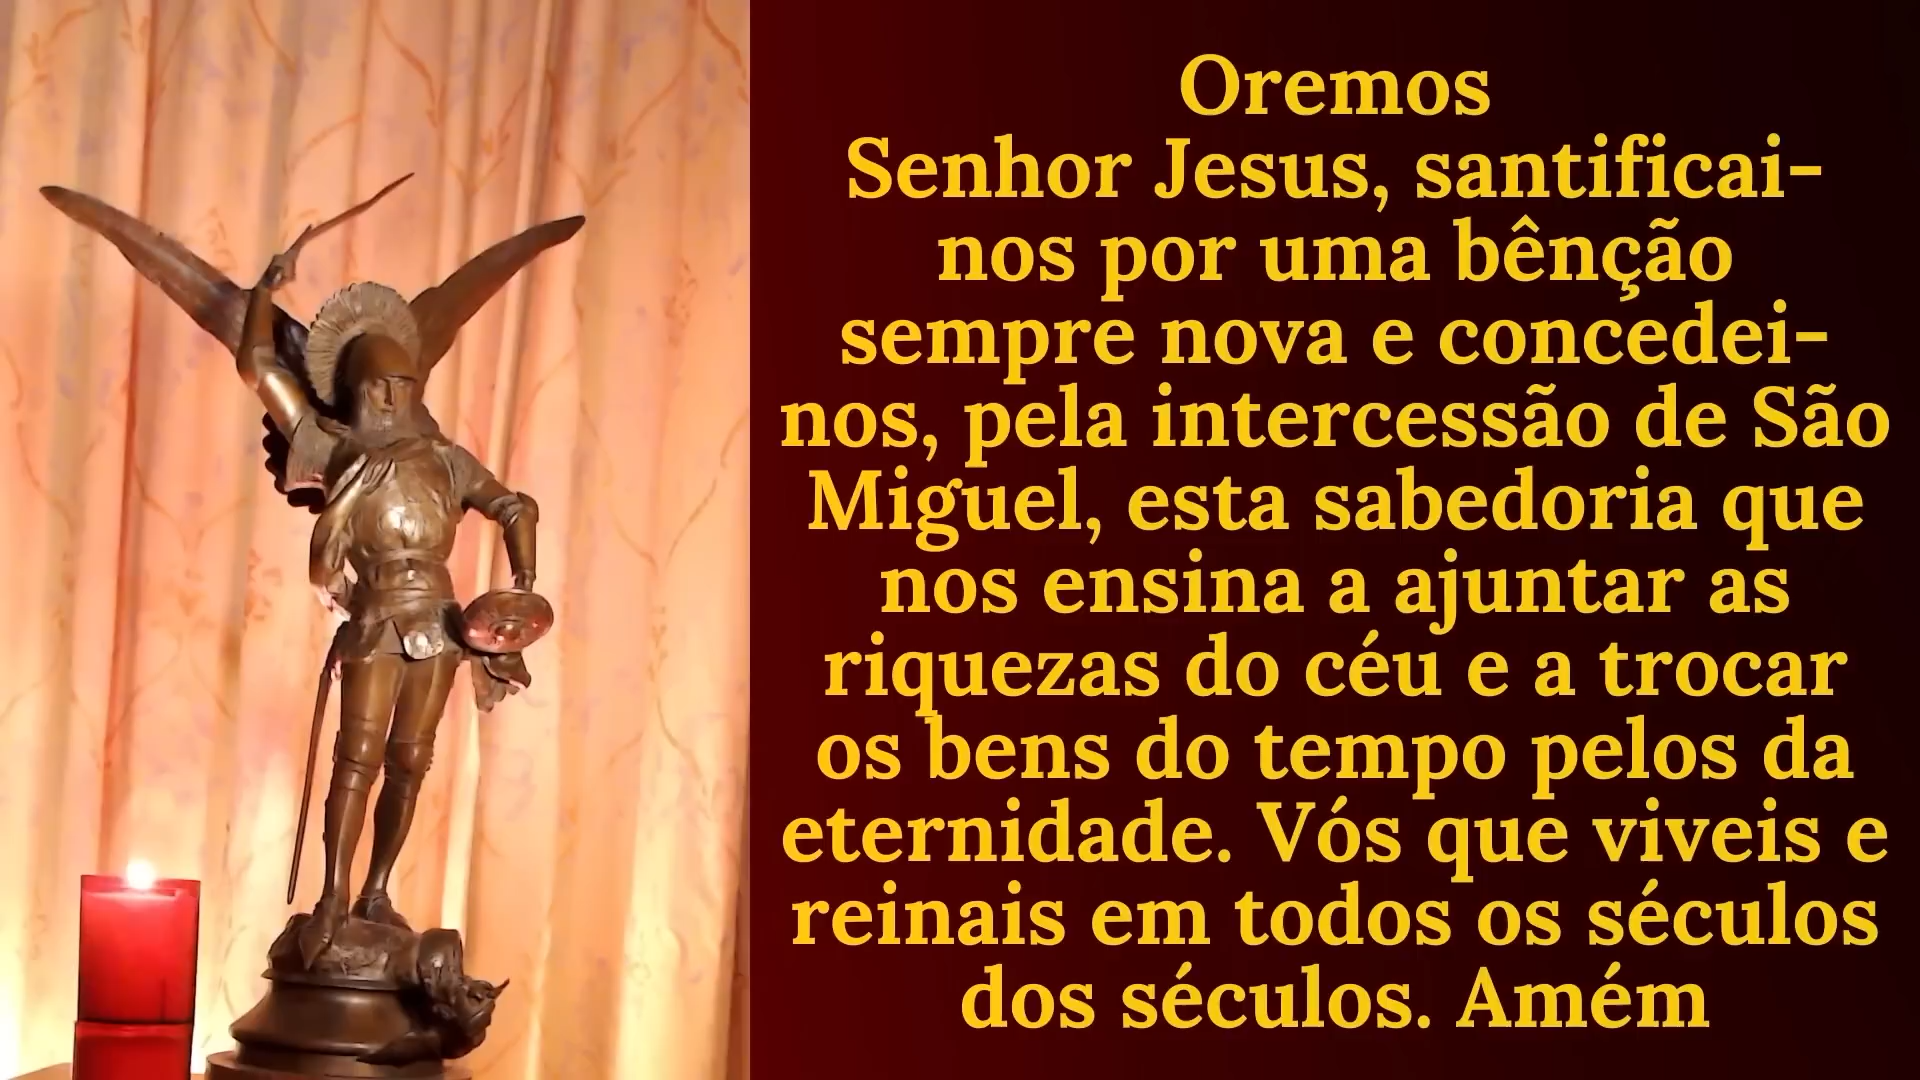 Oremos
Senhor Jesus, santificai-
nos por uma bênção
sempre nova e concedei-
nos, pela intercessão de São
Miguel, esta sabedoria que
nos ensina a ajuntar as
riquezas do céu e a trocar
os bens do tempo pelos da
eternidade. Vós que viveis e
reinais em todos os séculos
dos séculos. Amém